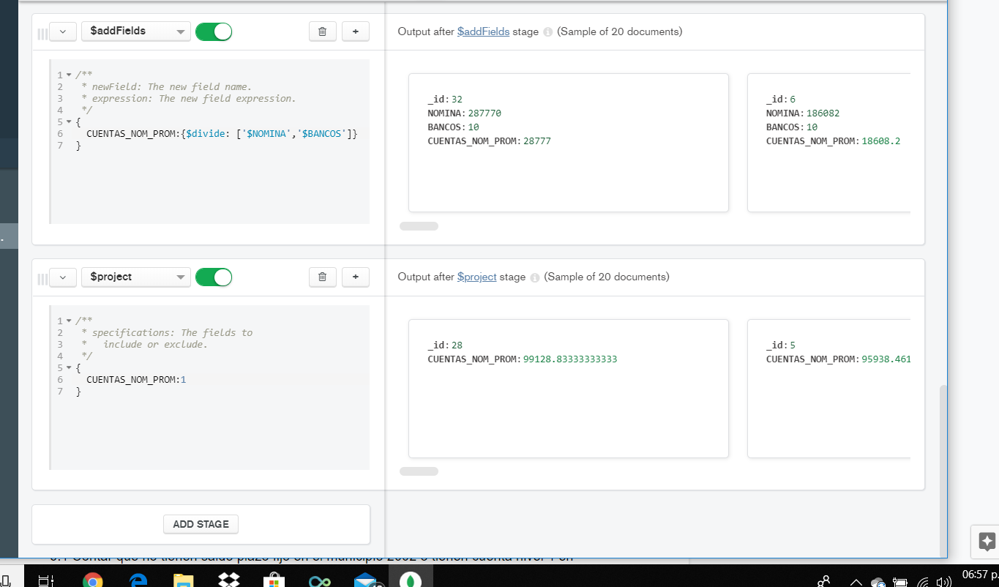 $addFields
+
Output after $addFields stage (Sample of 20 documents)
1 /**
2 * newField: The new field name.
3 * expression: The new field expression.
4 */
5 {
6 CUENTAS_NOM_PROM:{$divide: ['$NOMINA','$BANCOS']}
7 }
_id: 32
NOMINA: 287770
BANCOS: 10
CUENTAS_NOM_PROM: 28777
_id: 6
NOMINA: 186082
BANCOS: 10
CUENTAS_NOM_PROM: 18608.2
$project
+
Output after $project stage (Sample of 20 documents)
1 /**
2 * specifications: The fields to
3 * include or exclude.
4 */
5 {
6 CUENTAS_NOM_PROM:1
7 }
_id: 28
CUENTAS_NOM_PROM: 99128.83333333333
_id: 5
CUENTAS_NOM_PROM: 95938.461
ADD STAGE
06:57 p.